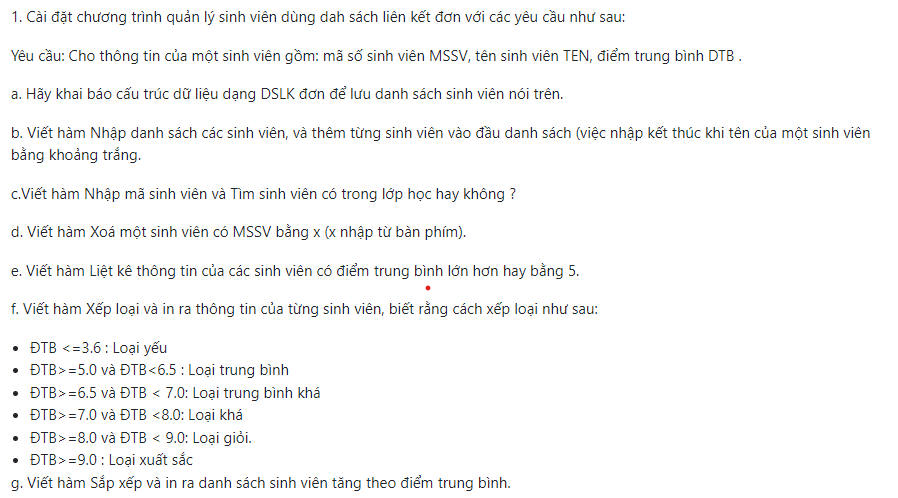 1. Cài đặt chương trình quản lý sinh viên dùng dah sách liên kết đơn với các yêu cầu như sau:
Yêu cầu: Cho thông tin của một sinh viên gồm: mã số sinh viên MSSV, tên sinh viên TEN, điểm trung bình DTB .
a. Hãy khai báo cấu trúc dữ liệu dạng DSLK đơn để lưu danh sách sinh viên nói trên.
b. Viết hàm Nhập danh sách các sinh viên, và thêm từng sinh viên vào đầu danh sách (việc nhập kết thúc khi tên của một sinh viên
bằng khoảng trắng.
c.Viết hàm Nhập mã sinh viên và Tìm sinh viên có trong lớp học hay không ?
d. Viết hàm Xoá một sinh viên có MSSV bằng x (x nhập từ bàn phím).
e. Viết hàm Liệt kê thông tin của các sinh viên có điểm trung bình lớn hơn hay bằng 5.
f. Viết hàm Xếp loại và in ra thông tin của từng sinh viên, biết rằng cách xếp loại như sau:
• ĐTB <=3.6 : Loại yếu
• ĐTB>=5.0 và ĐTB<6.5 : Loại trung bình
• ĐTB>=6.5 và ĐTB < 7.0: Loại trung bình khá
• ĐTB>=7.0 và ĐTB <8.0: Loại khá
• ĐTB>=8.0 và ĐTB < 9.0: Loại giỏi.
• ĐTB>=9.0 : Loại xuất sắc
g. Viết hàm Sắp xếp và in ra danh sách sinh viên tăng theo điểm trung bình.